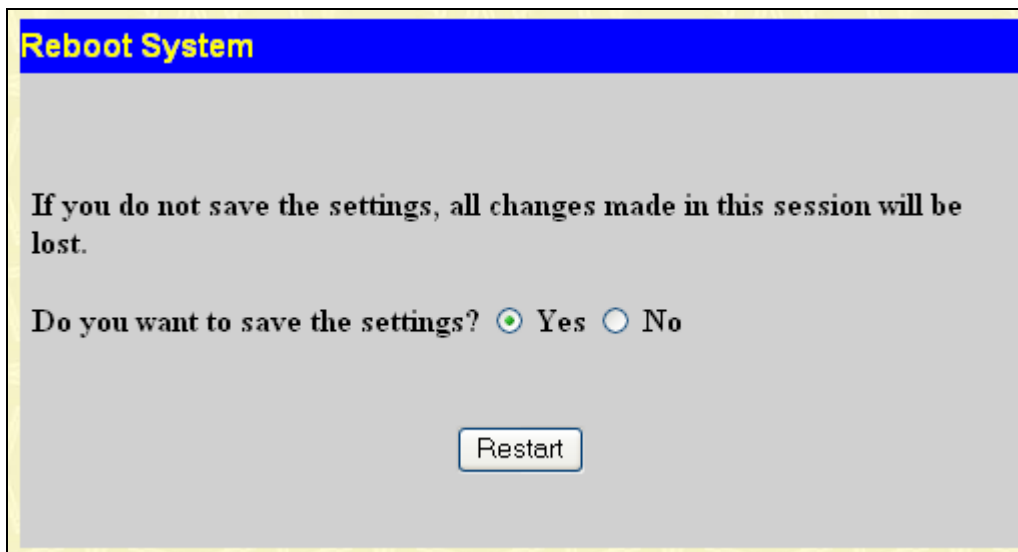 Reboot System
If you do not save the settings, all changes made in this session will be
lost.
Do you want to save the settings? Yes No
Restart